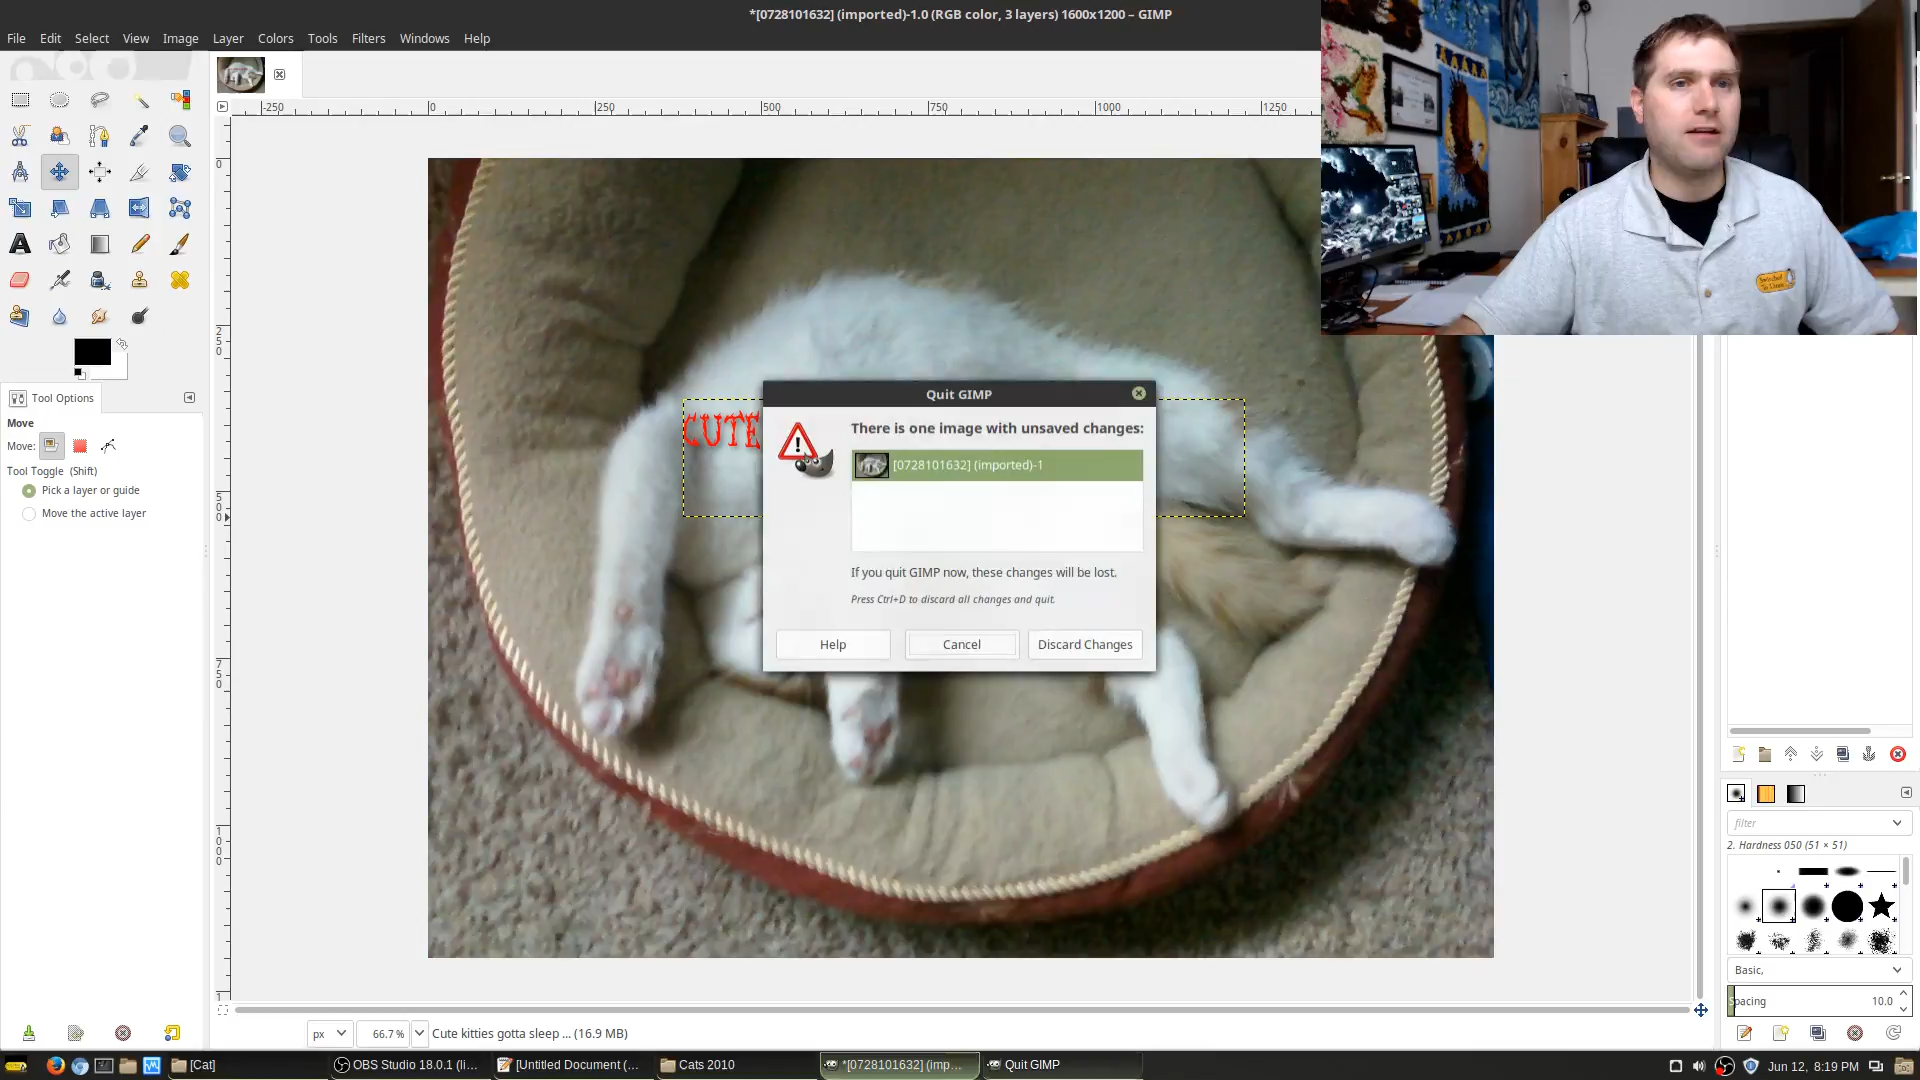 *[0728101632] (imported)-1.0 (RGB color, 3 layers) 1600x1200 – GIMP
File Edit Select View Image Layer Colors Tools Filters Windows Help
-250 0 250 500 750 1000 1250
0
250
500
750
1000
1
Tool Options
Move
Move:
Tool Toggle (Shift)
Pick a layer or guide
Move the active layer
CUTE
Quit GIMP
There is one image with unsaved changes:
[0728101632] (imported)-1
If you quit GIMP now, these changes will be lost.
Press Ctrl+D to discard all changes and quit.
Help Cancel Discard Changes
filter
2. Hardness 050 (51 × 51)
Basic,
Spacing 10.0
px 66.7 % Cute kitties gotta sleep ... (16.9 MB)
[Cat] OBS Studio 18.0.1 (li... [Untitled Document (... Cats 2010 *[0728101632] (imp... Quit GIMP Jun 12, 8:19 PM